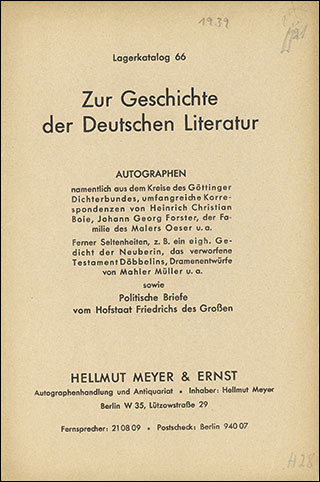 1939
Lagerkatalog 66
Zur Geschichte
der Deutschen Literatur
AUTOGRAPHEN
namentlich aus dem Kreise des Göttinger
Dichterbundes, umfangreiche Korre-
spondenzen von Heinrich Christian
Boie, Johann Georg Forster, der Fa-
milie des Malers Oeser u. a.
Ferner Seltenheiten, z. B. ein eigh. Ge-
dicht der Neuberin, das verworfene
Testament Döbbelins, Dramenentwürfe
von Mahler Müller u. a.
sowie
Politische Briefe
vom Hofstaat Friedrichs des Großen
HELLMUT MEYER & ERNST
Autographenhandlung und Antiquariat • Inhaber: Hellmut Meyer
Berlin W 35, Lützowstraße 29
Fernsprecher: 21 08 09 • Postscheck: Berlin 940 07
H28